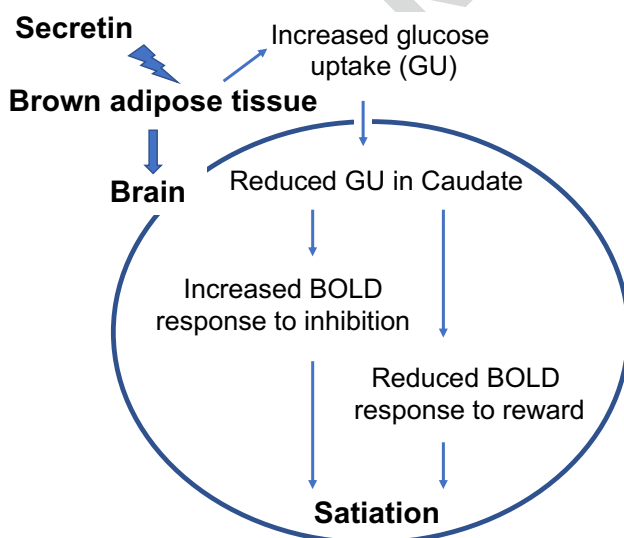 Secretin
Increased glucose
uptake (GU)
Brown adipose tissue
Brain
Reduced GU in Caudate
Increased BOLD
response to inhibition
Reduced BOLD
response to reward
Satiation